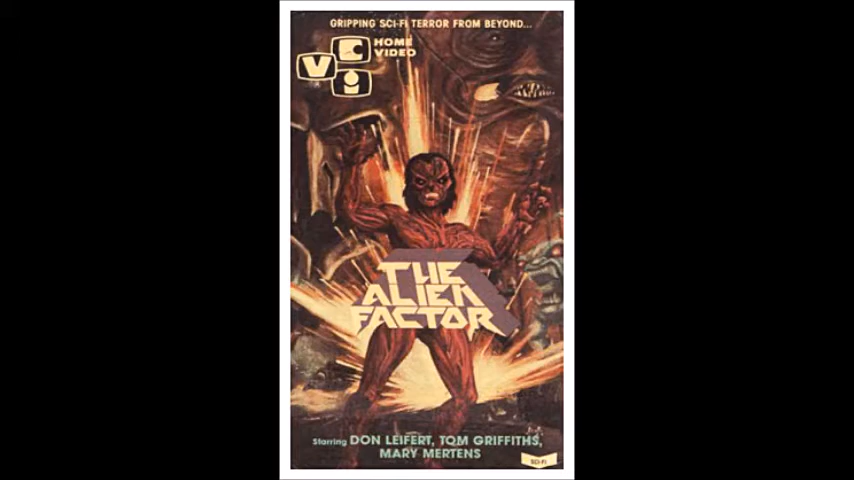 GRIPPING SCI-FI TERROR FROM BEYOND...
VCI HOME
VIDEO
THE
ALIEN
FACTOR
Starring DON LEIFERT, TOM GRIFFITHS,
MARY MERTENS
SCI-FI